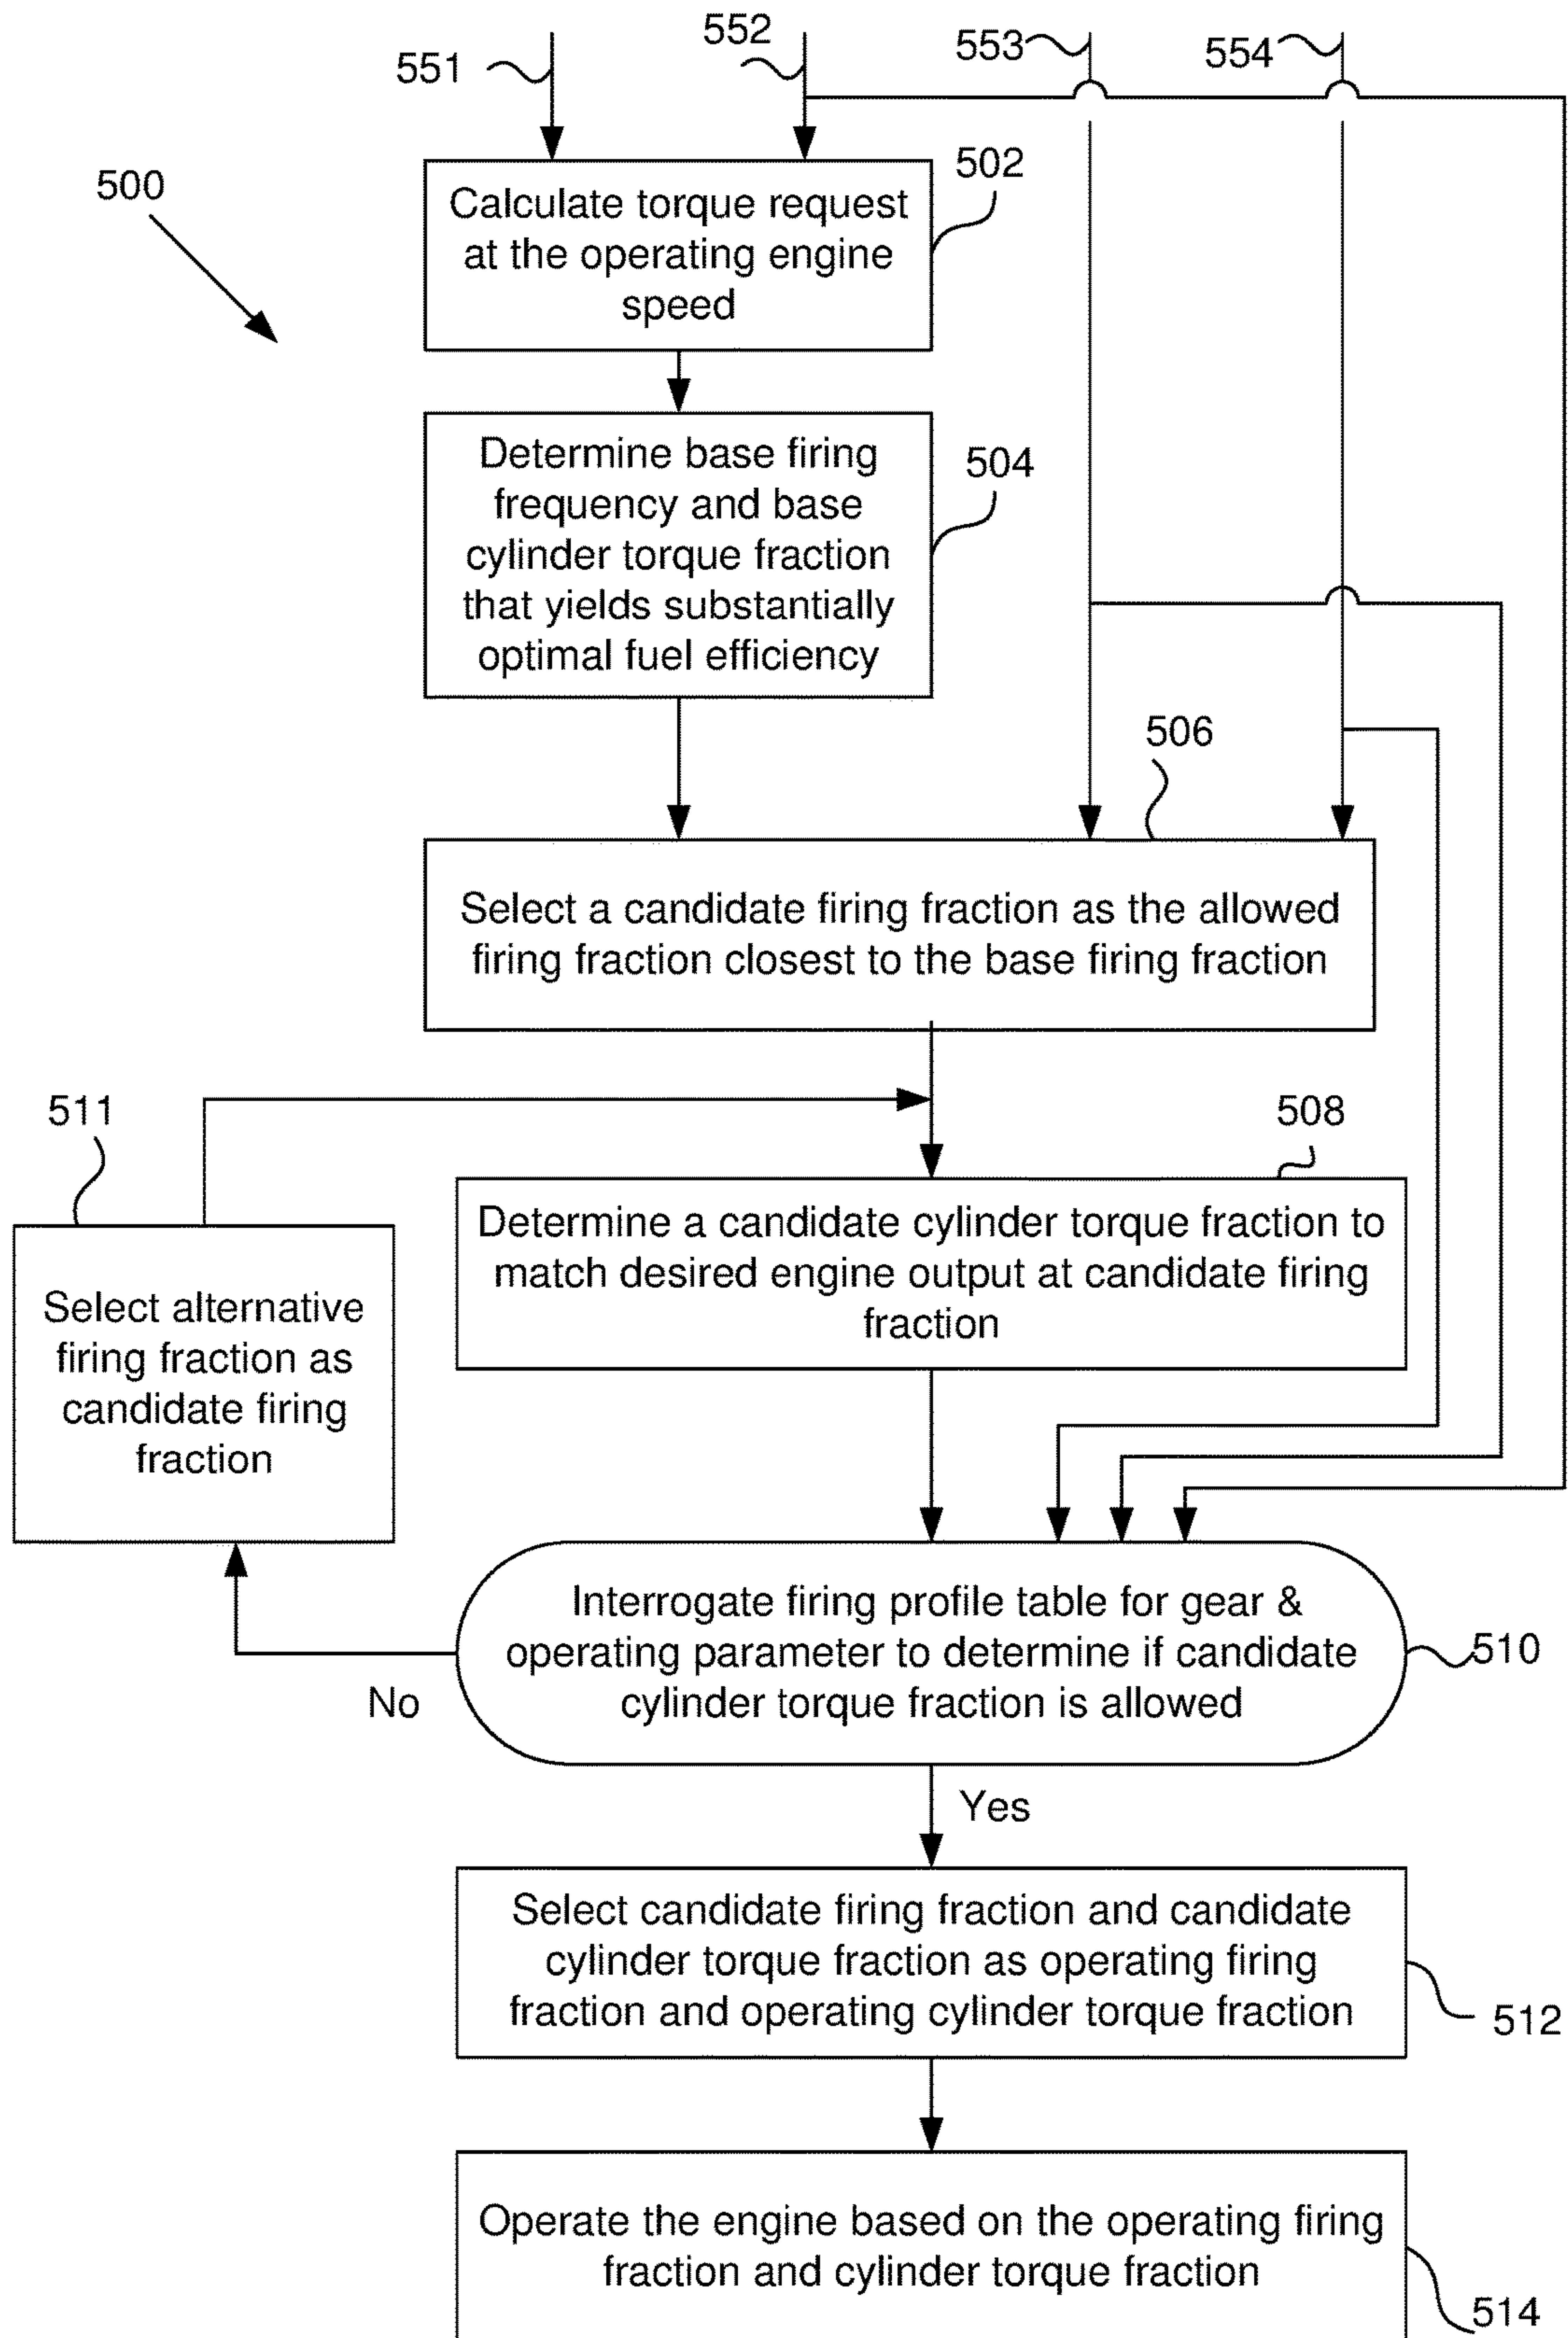 551
552
553
554
500
502
Calculate torque request
at the operating engine
speed
504
Determine base firing
frequency and base
cylinder torque fraction
that yields substantially
optimal fuel efficiency
506
Select a candidate firing fraction as the allowed
firing fraction closest to the base firing fraction
511
508
Determine a candidate cylinder torque fraction to
match desired engine output at candidate firing
fraction
Select alternative
firing fraction as
candidate firing
fraction
Interrogate firing profile table for gear &
operating parameter to determine if candidate
cylinder torque fraction is allowed
510
No
Yes
Select candidate firing fraction and candidate
cylinder torque fraction as operating firing
fraction and operating cylinder torque fraction
512
Operate the engine based on the operating firing
fraction and cylinder torque fraction
514